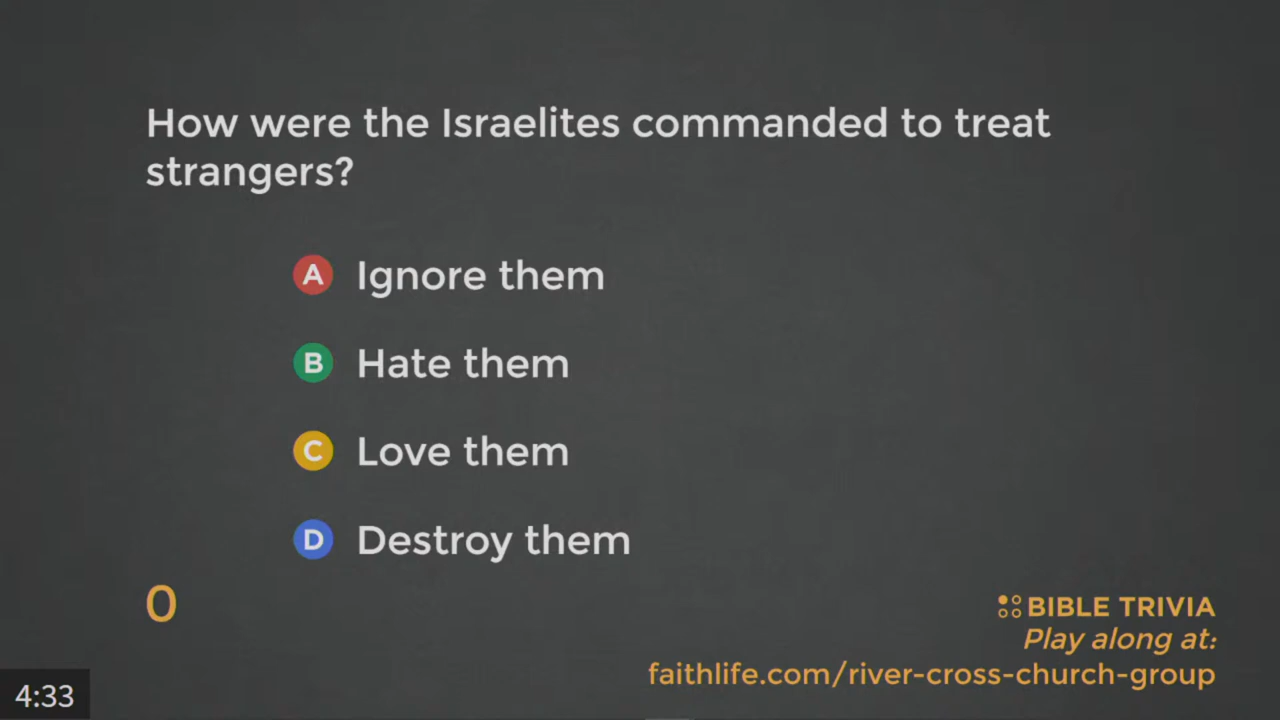 How were the Israelites commanded to treat
strangers?
A Ignore them
B Hate them
C Love them
D Destroy them
0
BIBLE TRIVIA
Play along at:
faithlife.com/river-cross-church-group
4:33